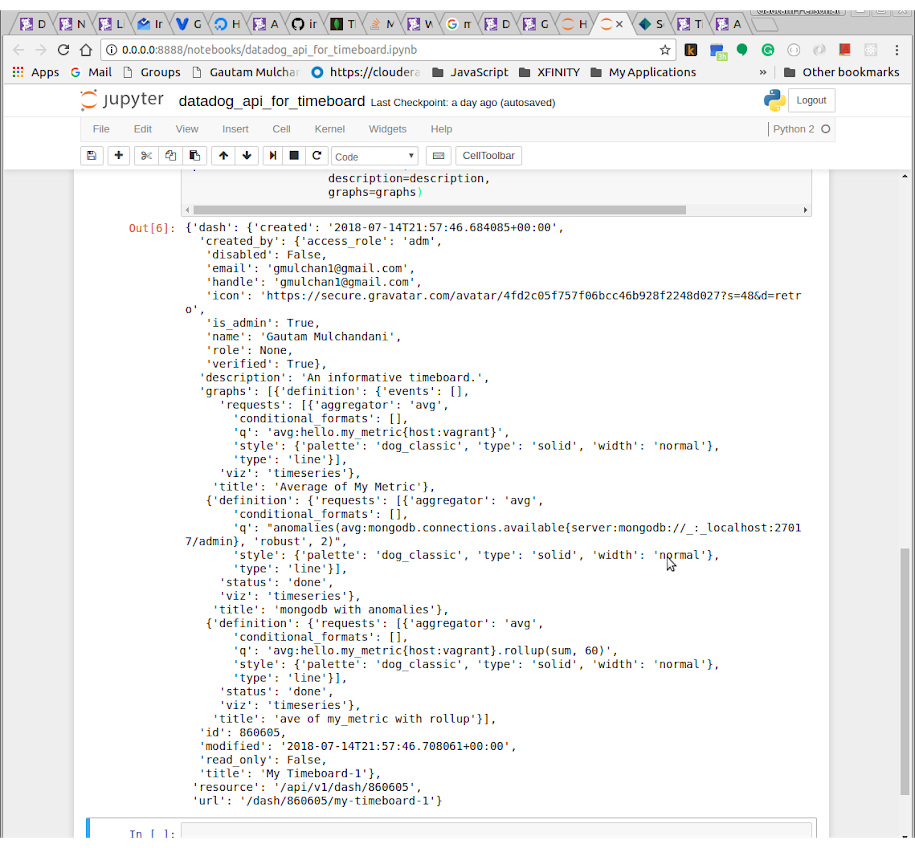 Gautam Personal
D N L Ir G H A ir T M W G m D G H S T A
0.0.0.0:8888/notebooks/datadog_api_for_timeboard.ipynb
Apps G Mail Groups Gautam Mulchar https://cloudera JavaScript XFINITY My Applications » Other bookmarks
jupyter datadog_api_for_timeboard Last Checkpoint: a day ago (autosaved) Logout
File Edit View Insert Cell Kernel Widgets Help Python 2
Code CellToolbar
description=description,
graphs=graphs)
Out[6]: {'dash': {'created': '2018-07-14T21:57:46.684085+00:00',
'created_by': {'access_role': 'adm',
'disabled': False,
'email': 'gmulchan1@gmail.com',
'handle': 'gmulchan1@gmail.com',
'icon': 'https://secure.gravatar.com/avatar/4fd2c05f757f06bcc46b928f2248d027?s=48&d=retr
o',
'is_admin': True,
'name': 'Gautam Mulchandani',
'role': None,
'verified': True},
'description': 'An informative timeboard.',
'graphs': [{'definition': {'events': [],
'requests': [{'aggregator': 'avg',
'conditional_formats': [],
'q': 'avg:hello.my_metric{host:vagrant}',
'style': {'palette': 'dog_classic', 'type': 'solid', 'width': 'normal'},
'type': 'line'}],
'viz': 'timeseries'},
'title': 'Average of My Metric'},
{'definition': {'requests': [{'aggregator': 'avg',
'conditional_formats': [],
'q': "anomalies(avg:mongodb.connections.available{server:mongodb://_:_localhost:2701
7/admin}, 'robust', 2)",
'style': {'palette': 'dog_classic', 'type': 'solid', 'width': 'normal'},
'type': 'line'}],
'status': 'done',
'viz': 'timeseries'},
'title': 'mongodb with anomalies'},
{'definition': {'requests': [{'aggregator': 'avg',
'conditional_formats': [],
'q': 'avg:hello.my_metric{host:vagrant}.rollup(sum, 60)',
'style': {'palette': 'dog_classic', 'type': 'solid', 'width': 'normal'},
'type': 'line'}],
'status': 'done',
'viz': 'timeseries'},
'title': 'ave of my_metric with rollup'}],
'id': 860605,
'modified': '2018-07-14T21:57:46.708061+00:00',
'read_only': False,
'title': 'My Timeboard-1'},
'resource': '/api/v1/dash/860605',
'url': '/dash/860605/my-timeboard-1'}
In [ ]: